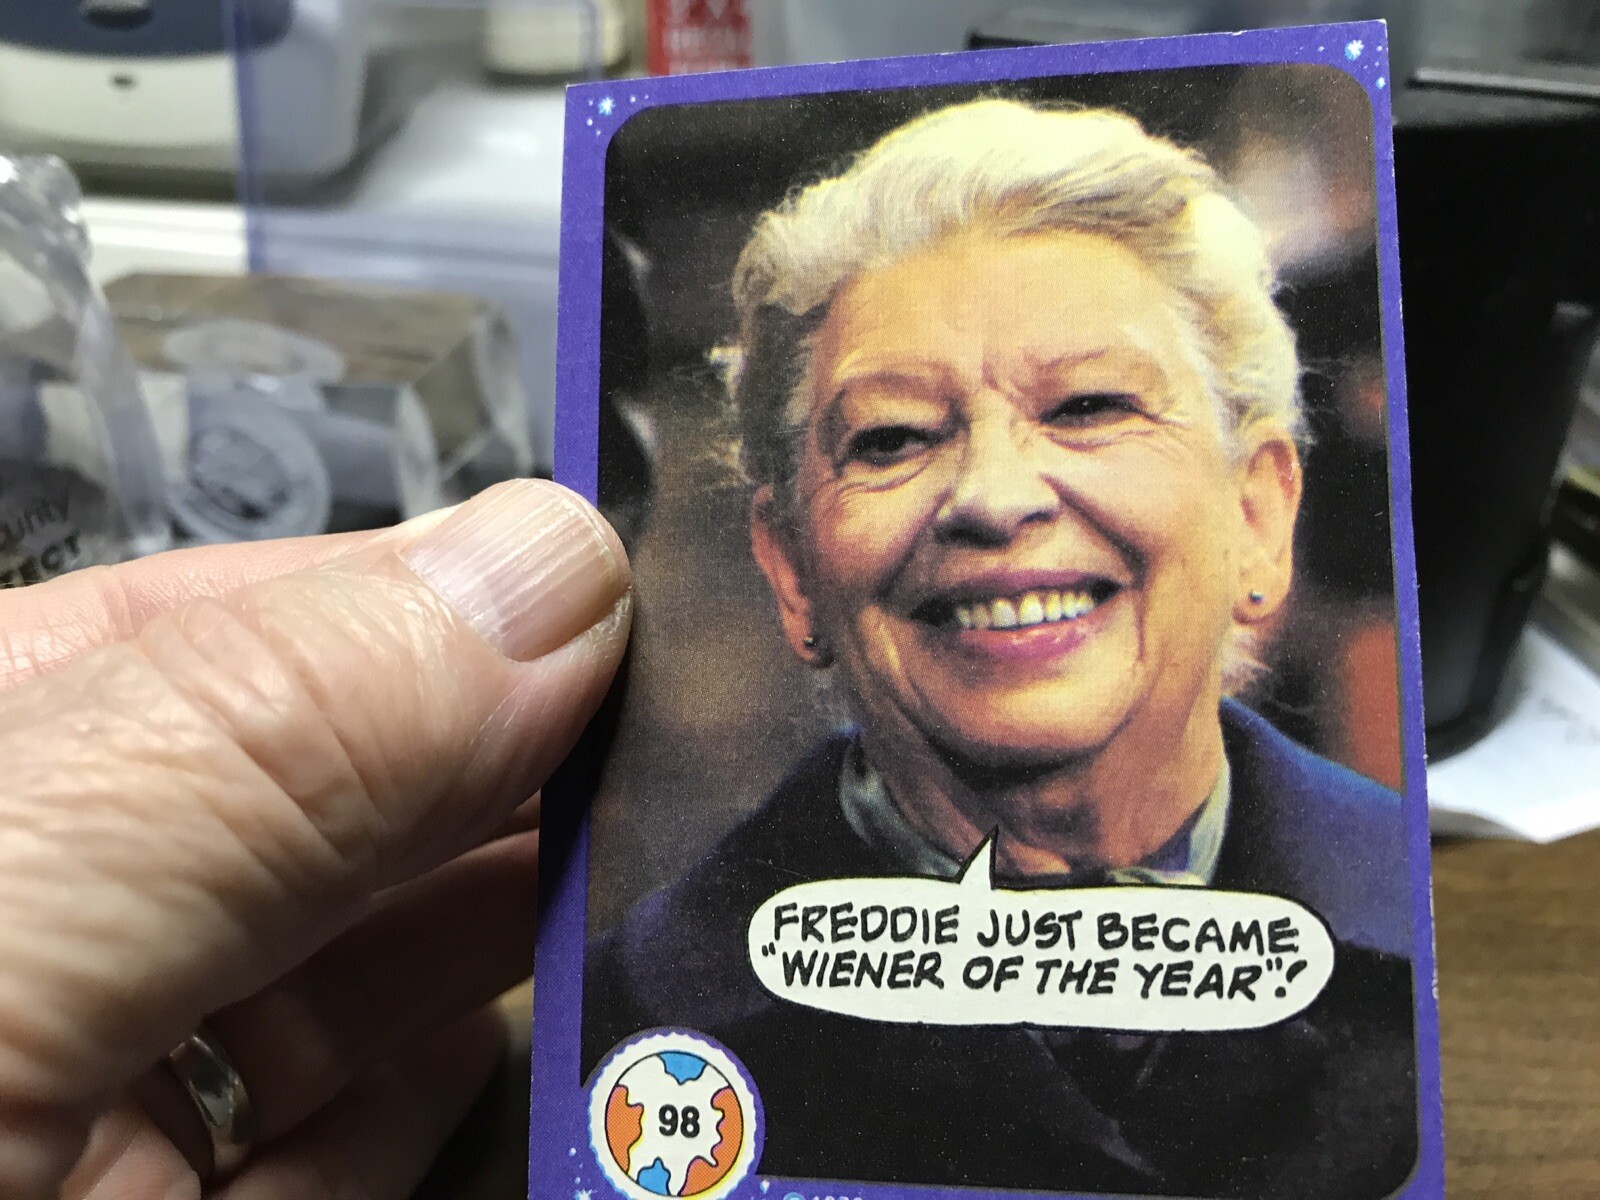 FREDDIE JUST BECAME
"WIENER OF THE YEAR"!
98